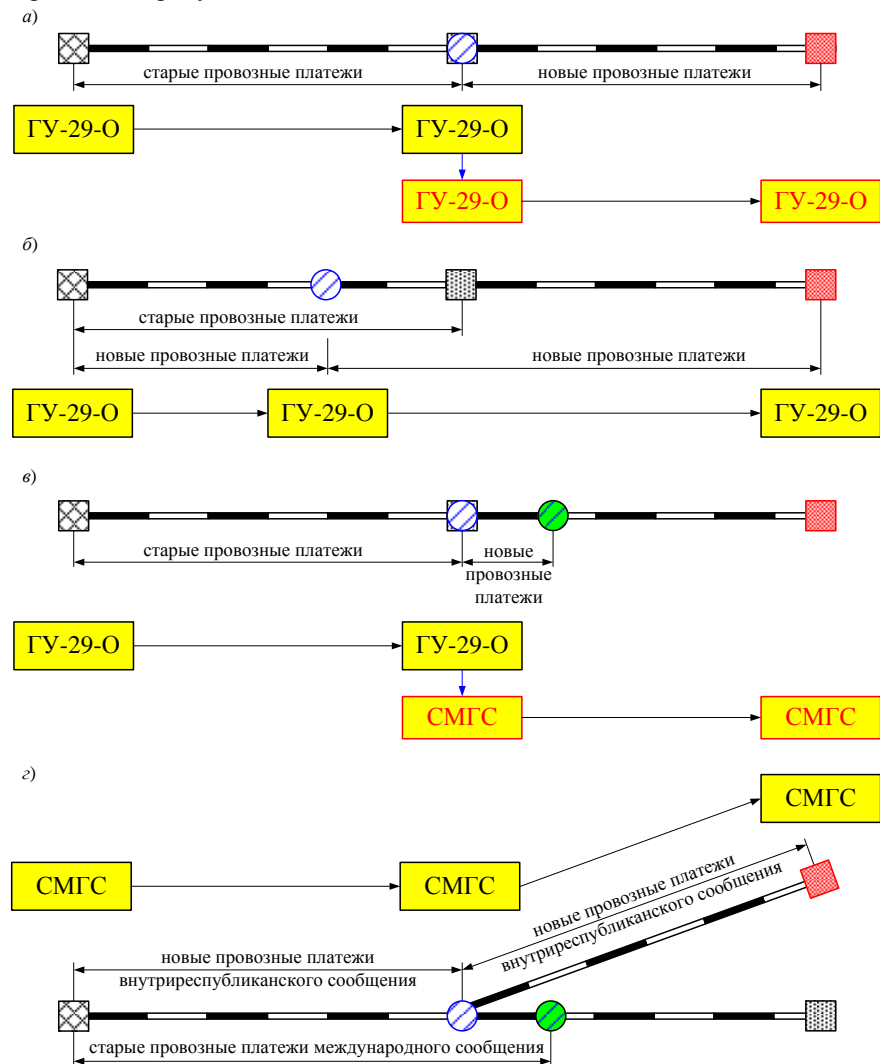 а)
старые провозные платежи
новые провозные платежи
ГУ-29-О
ГУ-29-О
ГУ-29-О
ГУ-29-О
б)
старые провозные платежи
новые провозные платежи
новые провозные платежи
ГУ-29-О
ГУ-29-О
ГУ-29-О
в)
старые провозные платежи
новые
провозные
платежи
ГУ-29-О
ГУ-29-О
СМГС
СМГС
г)
СМГС
СМГС
СМГС
новые провозные платежи
внутриреспубликанского сообщения
новые провозные платежи
внутриреспубликанского сообщения
старые провозные платежи международного сообщения